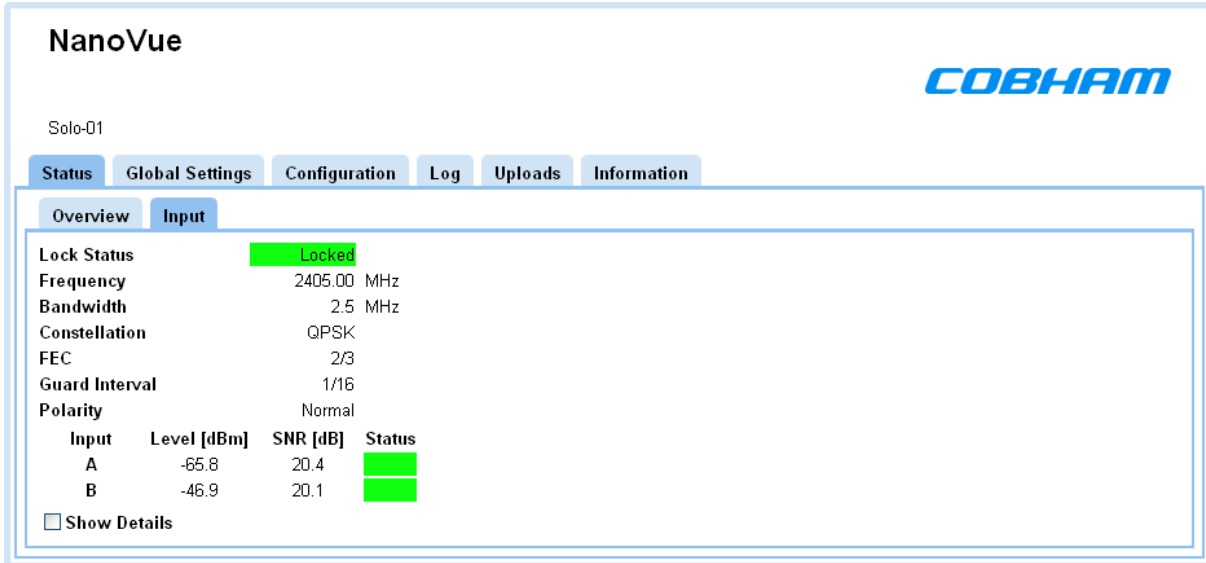 NanoVue
COBHAM
Solo-01
Status Global Settings Configuration Log Uploads Information
Overview Input
Lock Status Locked
Frequency 2405.00 MHz
Bandwidth 2.5 MHz
Constellation QPSK
FEC 2/3
Guard Interval 1/16
Polarity Normal
Input Level [dBm] SNR [dB] Status
A -65.8 20.4
B -46.9 20.1
Show Details